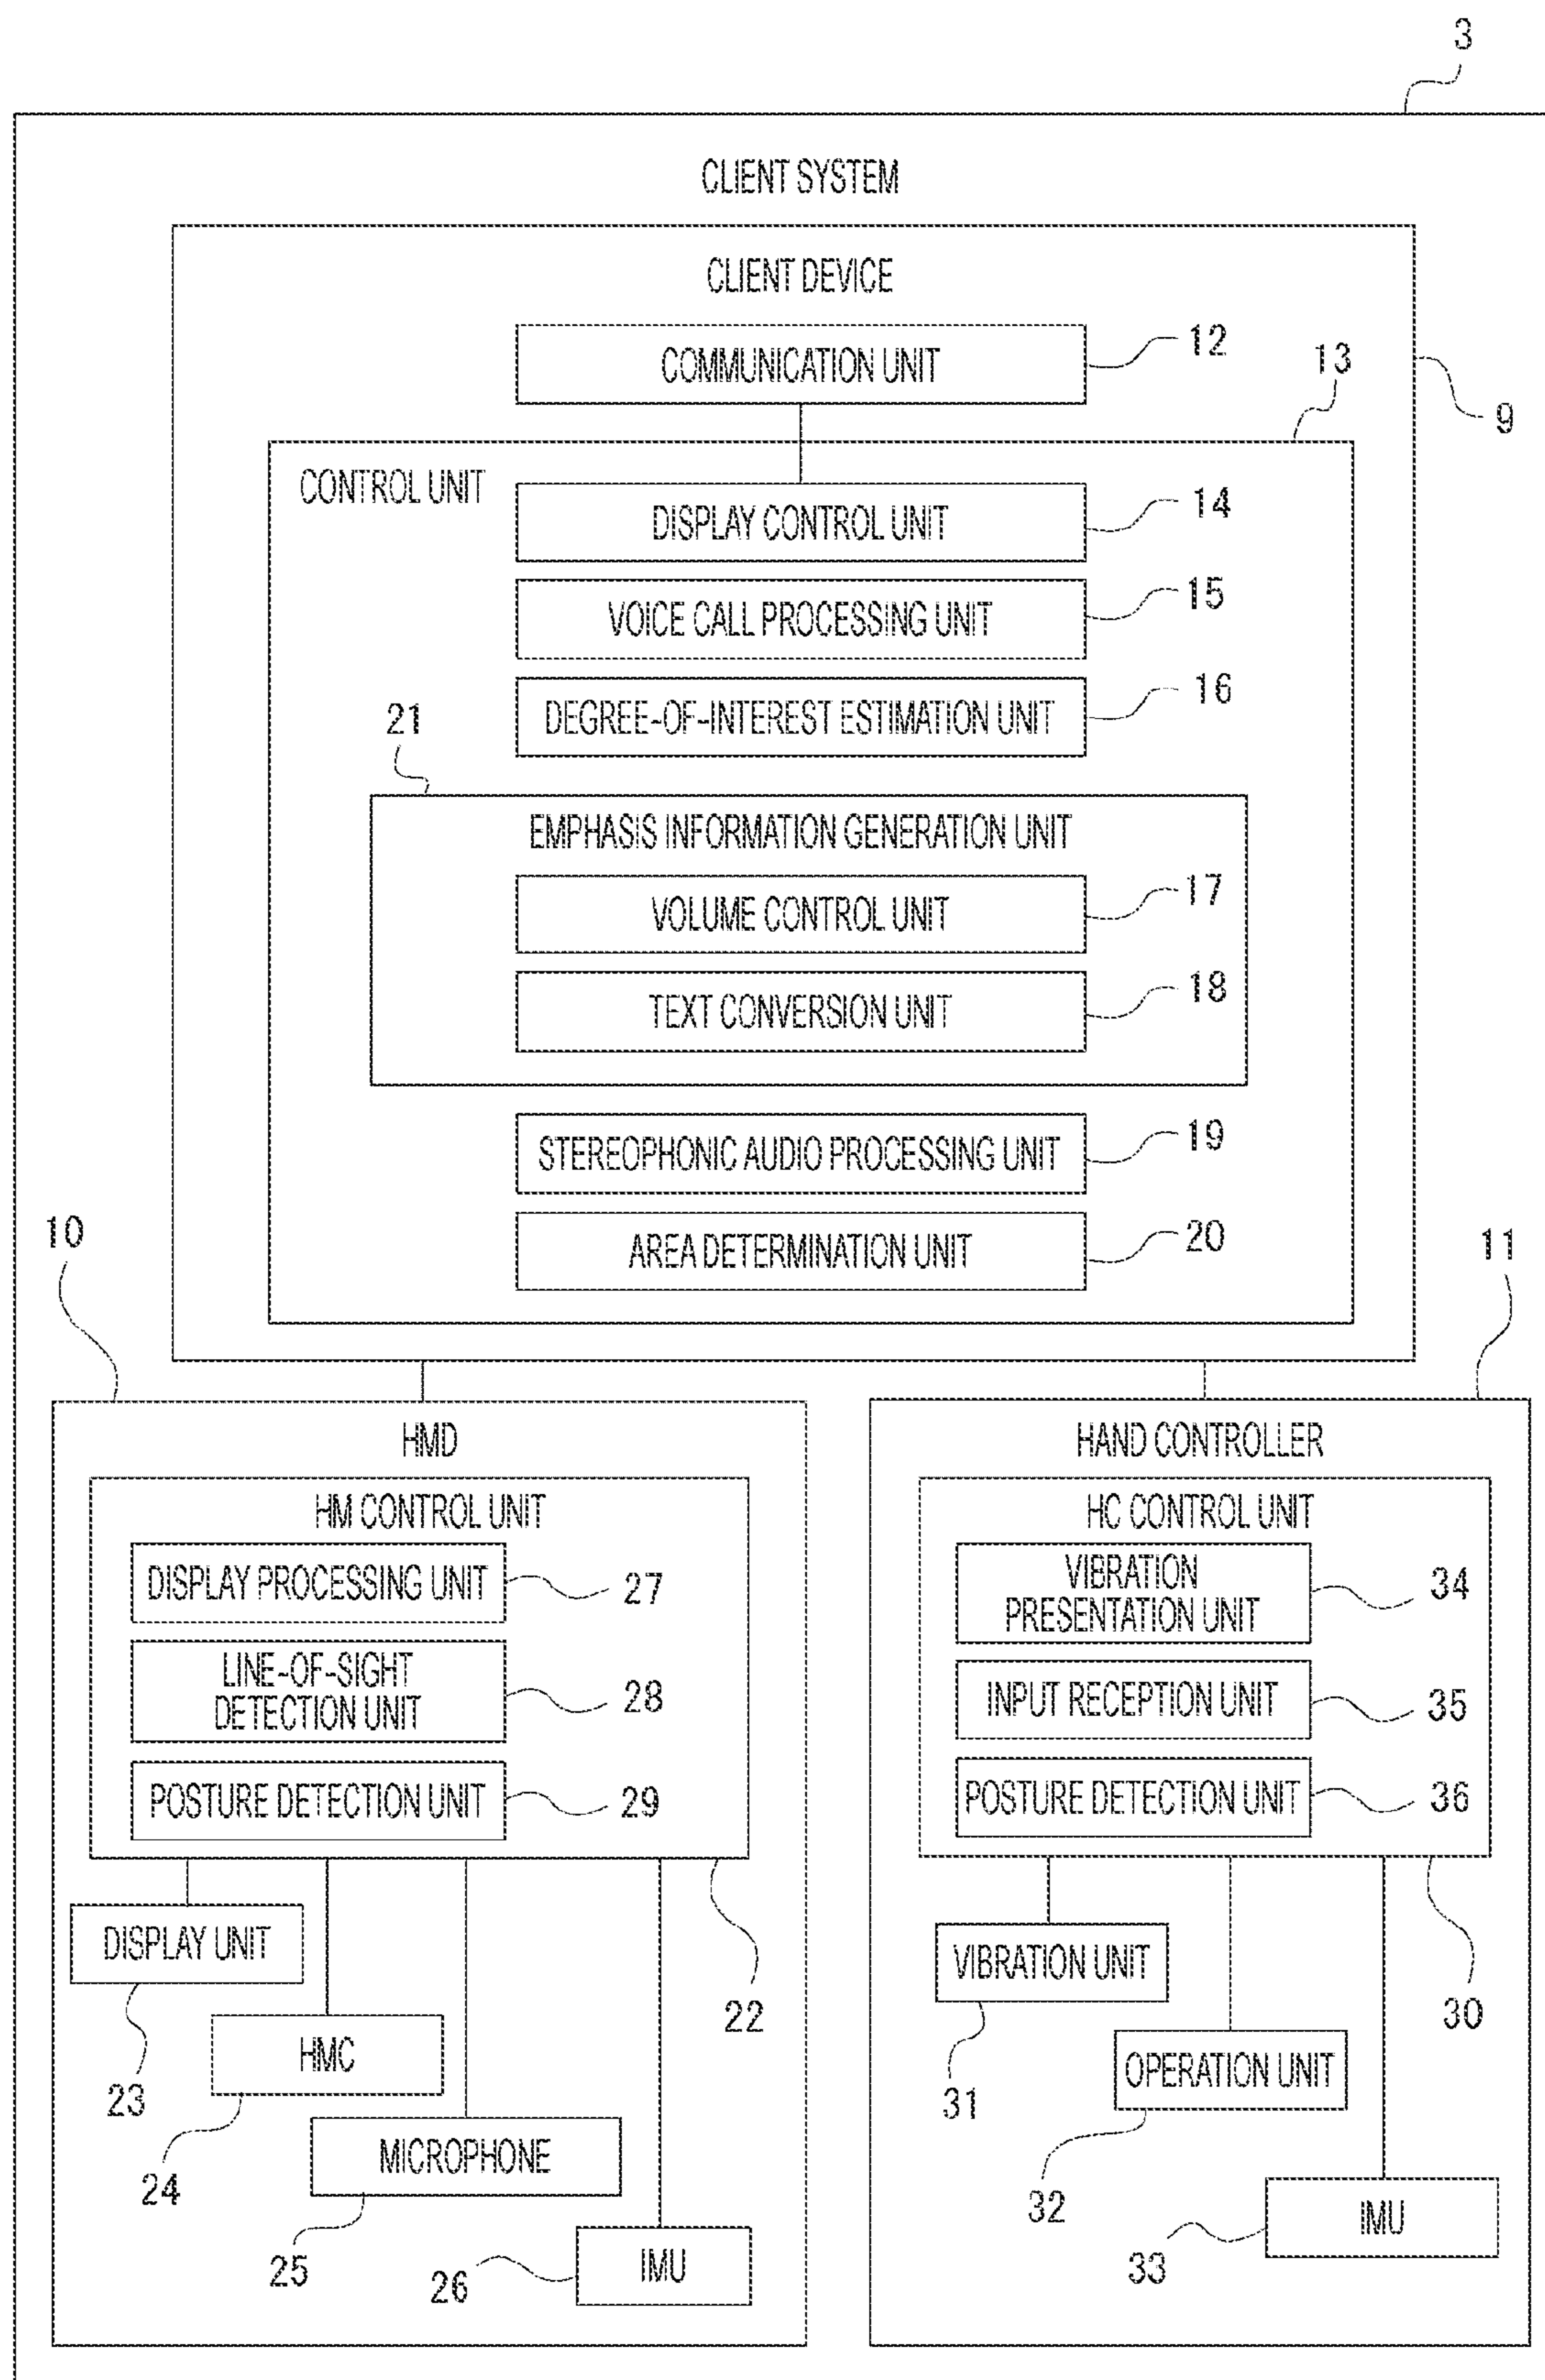 3
CLIENT SYSTEM
CLIENT DEVICE
COMMUNICATION UNIT
12
13
9
CONTROL UNIT
DISPLAY CONTROL UNIT
14
VOICE CALL PROCESSING UNIT
15
DEGREE-OF-INTEREST ESTIMATION UNIT
16
21
EMPHASIS INFORMATION GENERATION UNIT
VOLUME CONTROL UNIT
17
TEXT CONVERSION UNIT
18
STEREOPHONIC AUDIO PROCESSING UNIT
19
AREA DETERMINATION UNIT
20
10
11
HMD
HM CONTROL UNIT
DISPLAY PROCESSING UNIT
27
LINE-OF-SIGHT
DETECTION UNIT
28
POSTURE DETECTION UNIT
29
DISPLAY UNIT
23
22
HMC
24
MICROPHONE
25
IMU
26
HAND CONTROLLER
HC CONTROL UNIT
VIBRATION
PRESENTATION UNIT
34
INPUT RECEPTION UNIT
35
POSTURE DETECTION UNIT
36
VIBRATION UNIT
31
30
OPERATION UNIT
32
IMU
33